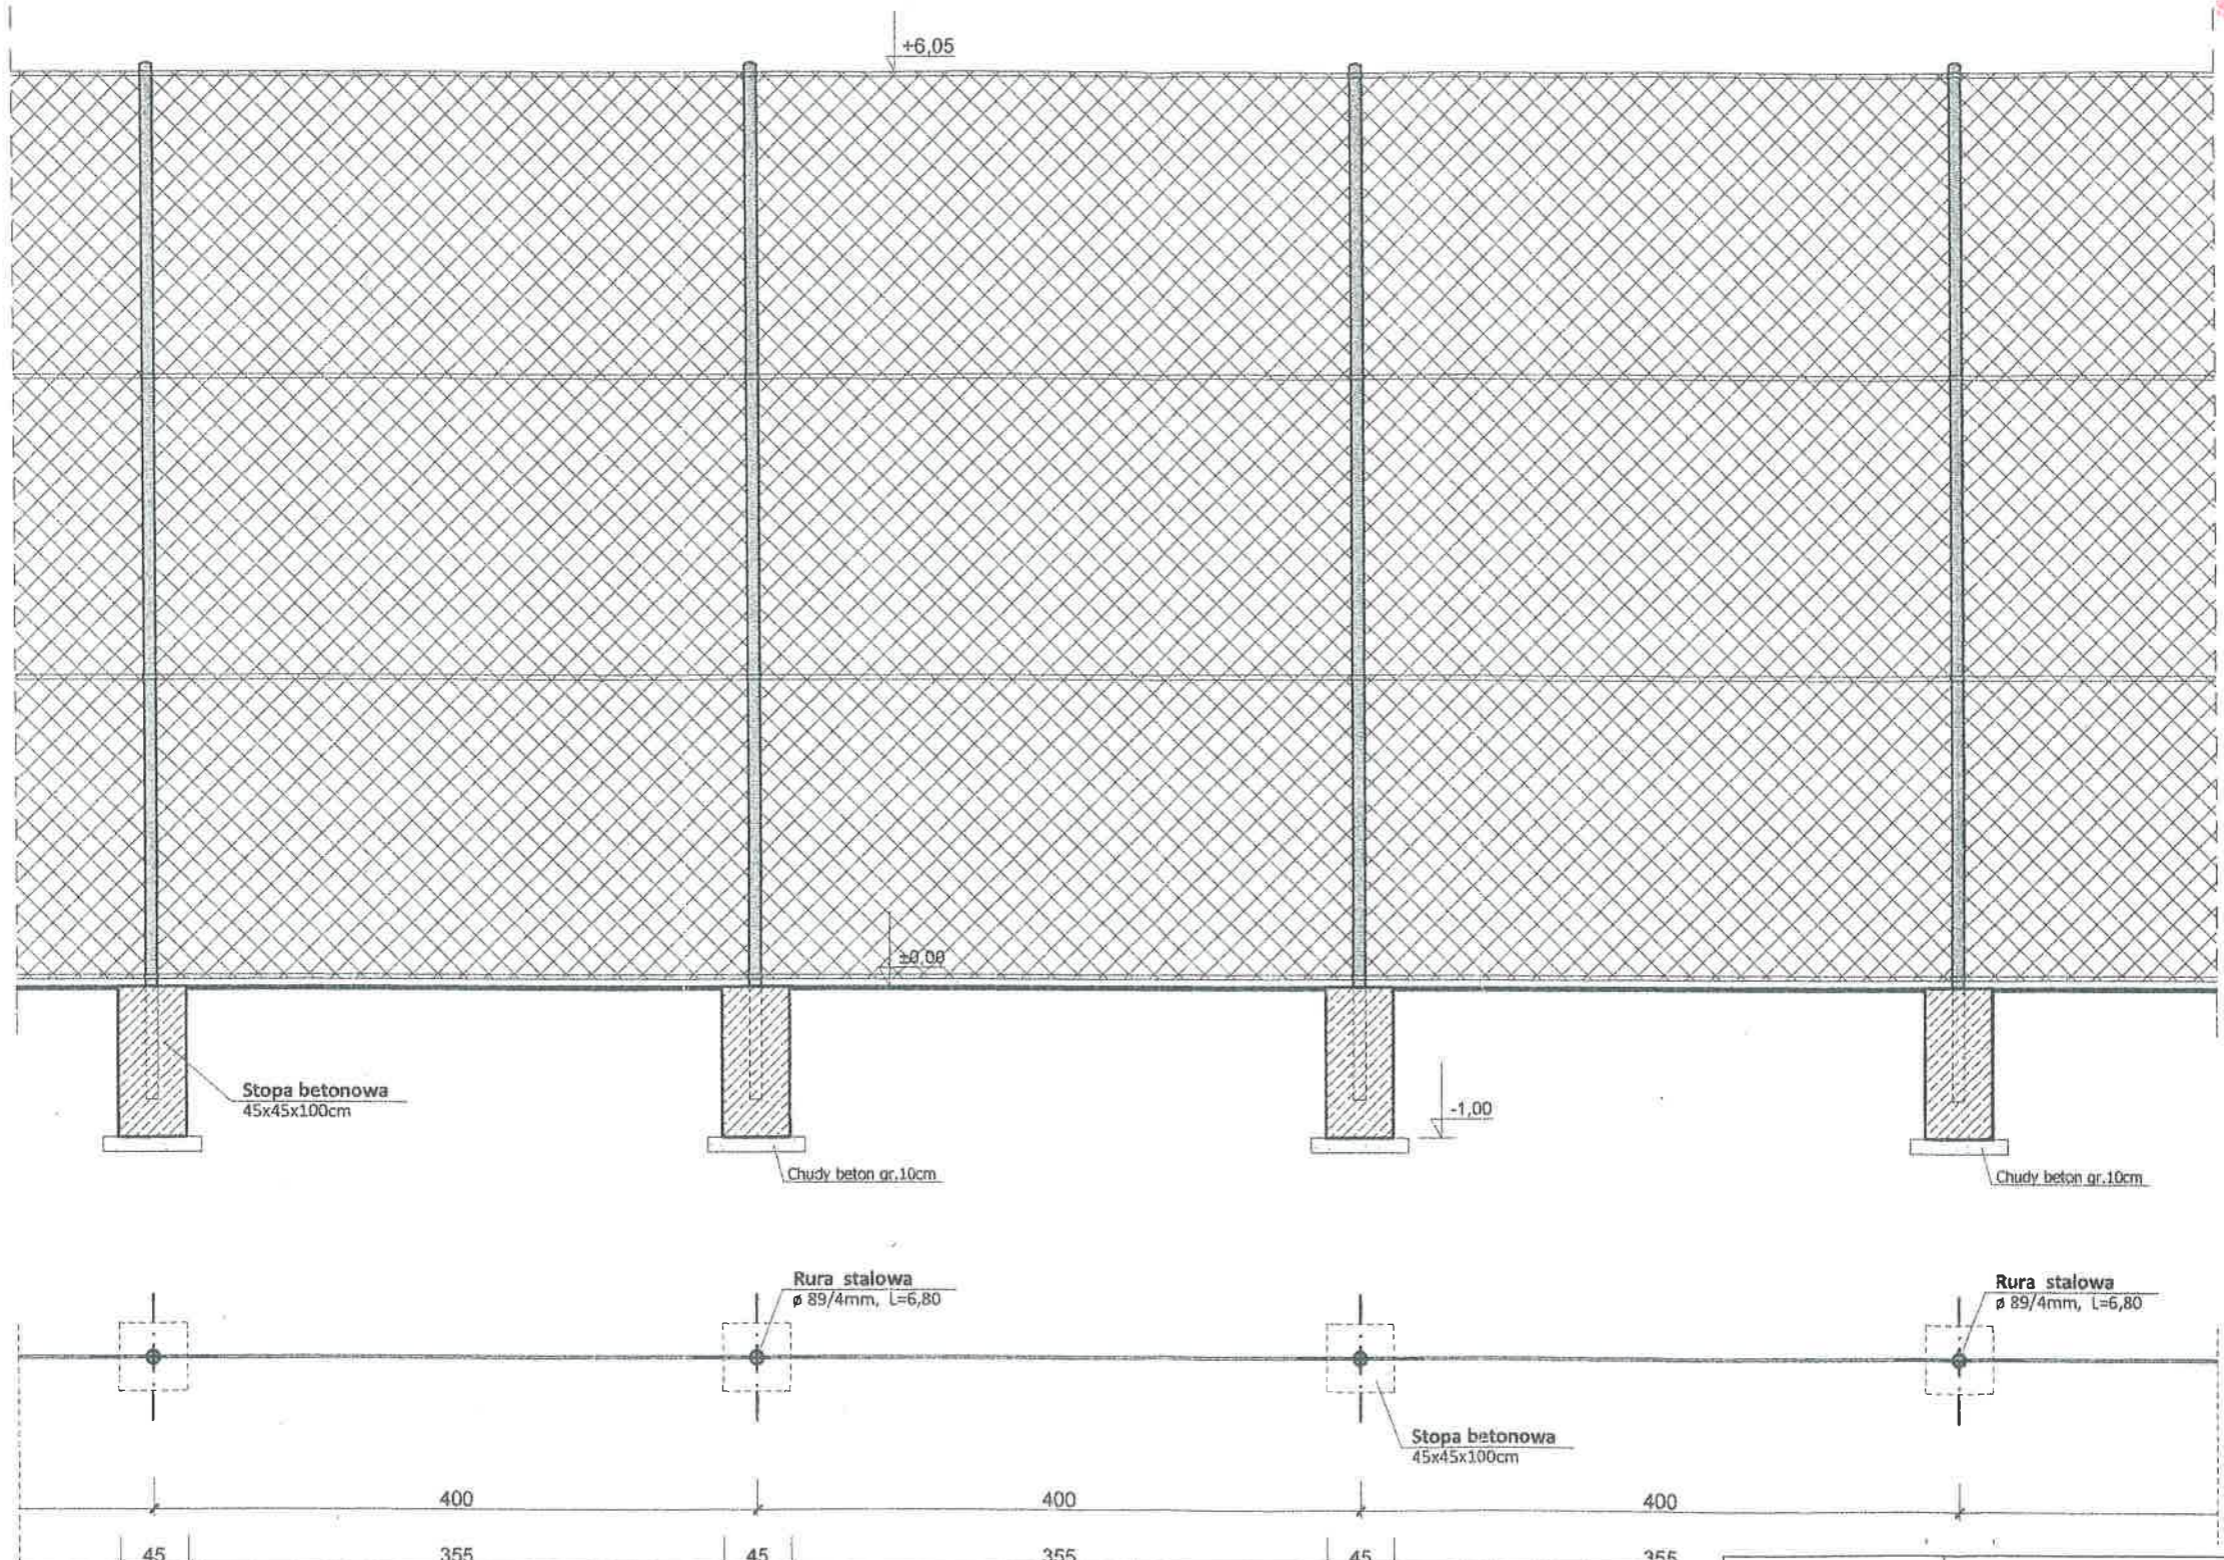 +6,05
±0,00
Stopa betonowa
45x45x100cm
-1,00
Chudy beton gr.10cm
Chudy beton gr.10cm
Rura stalowa
ø 89/4mm, L=6,80
Rura stalowa
ø 89/4mm, L=6,80
Stopa betonowa
45x45x100cm
400 400 400
45 355 45 355 45 355